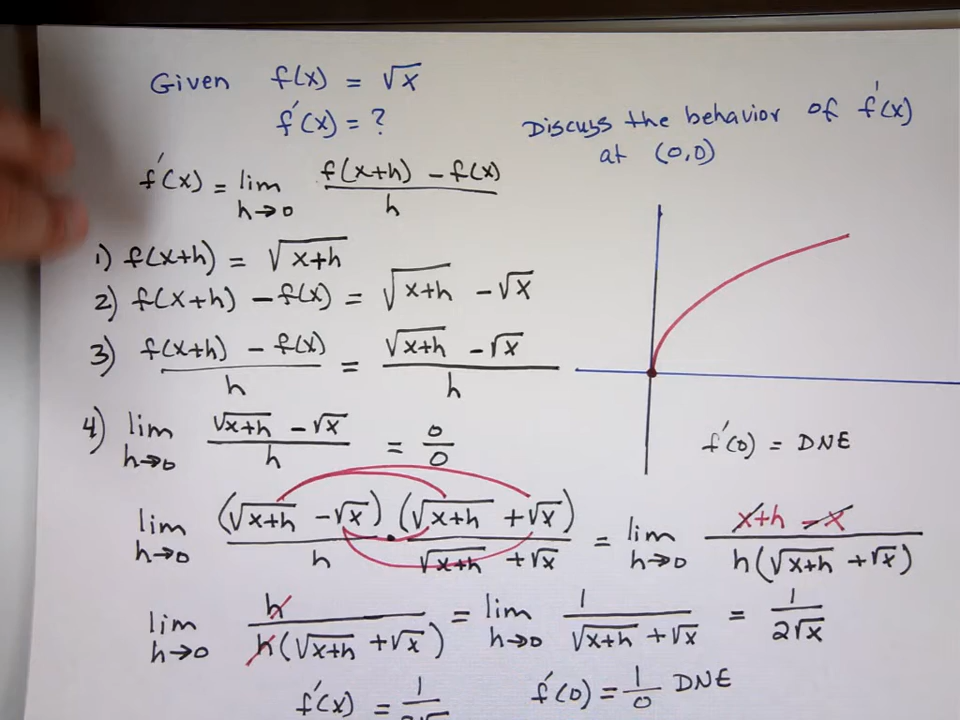 Given f(x) = √x
f'(x) = ?
Discuss the behavior of f'(x)
at (0,0)
f'(x) = lim h→0 (f(x+h) - f(x))/h
1) f(x+h) = √(x+h)
2) f(x+h) - f(x) = √(x+h) - √x
3) (f(x+h) - f(x))/h = (√(x+h) - √x)/h
4) lim h→0 (√(x+h) - √x)/h = 0/0
f'(0) = DNE
lim h→0 (√(x+h) - √x)/h · (√(x+h) + √x)/(√(x+h) + √x) = lim h→0 (x+h - x)/(h(√(x+h) + √x))
lim h→0 h/(h(√(x+h) + √x)) = lim h→0 1/(√(x+h) + √x) = 1/(2√x)
f'(x) = 1/(2√
f'(0) = 1/0 DNE